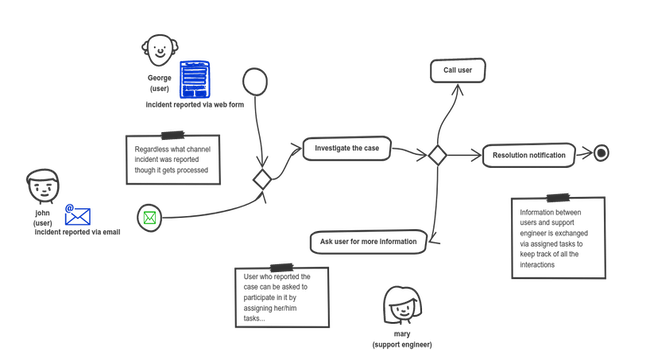 George
(user)
incident reported via web form
Call user
Regardless what channel
incident was reported
though it gets processed
Investigate the case
Resolution notification
john
(user)
incident reported via email
@
Ask user for more information
Information between
users and support
engineer is exchanged
via assigned tasks to
keep track of all the
interactions
User who reported the
case can be asked to
participate in it by
assigning her/him
tasks...
mary
(support engineer)